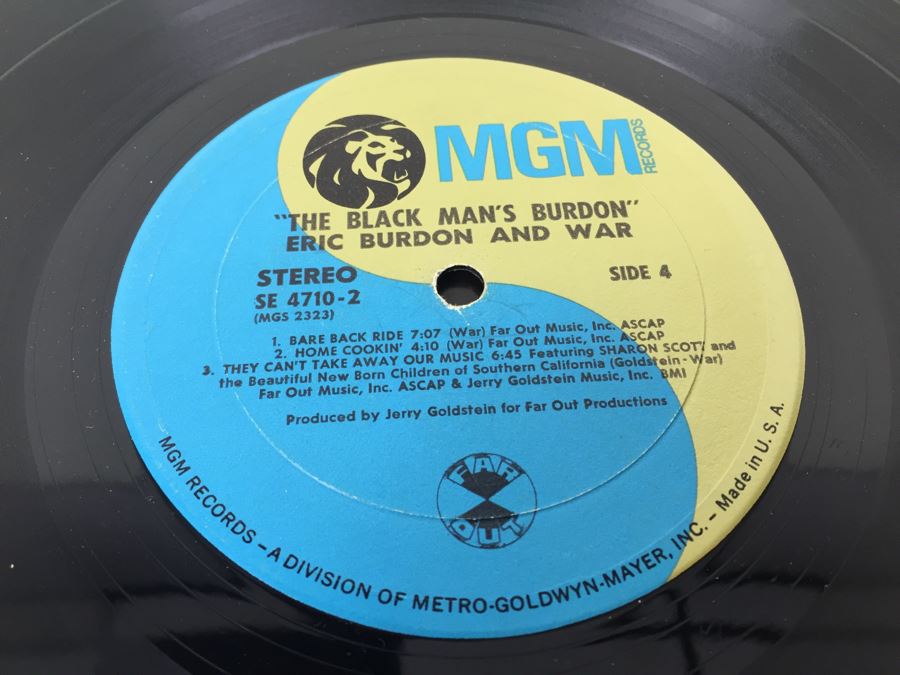 MGM RECORDS
"THE BLACK MAN'S BURDON"
ERIC BURDON AND WAR
STEREO
SIDE 4
SE 4710-2
(MGS 2323)
1. BARE BACK RIDE 7:07 (War) Far Out Music, Inc. ASCAP
2. HOME COOKIN' 4:10 (War) Far Out Music, Inc. ASCAP
3. THEY CAN'T TAKE AWAY OUR MUSIC 6:45 Featuring SHARON SCOTT and
the Beautiful New Born Children of Southern California (Goldstein-War)
Far Out Music, Inc. ASCAP & Jerry Goldstein Music, Inc. BMI
Produced by Jerry Goldstein for Far Out Productions
FAR
OUT
MGM RECORDS – A DIVISION OF METRO-GOLDWYN-MAYER, INC. – Made in U. S. A.